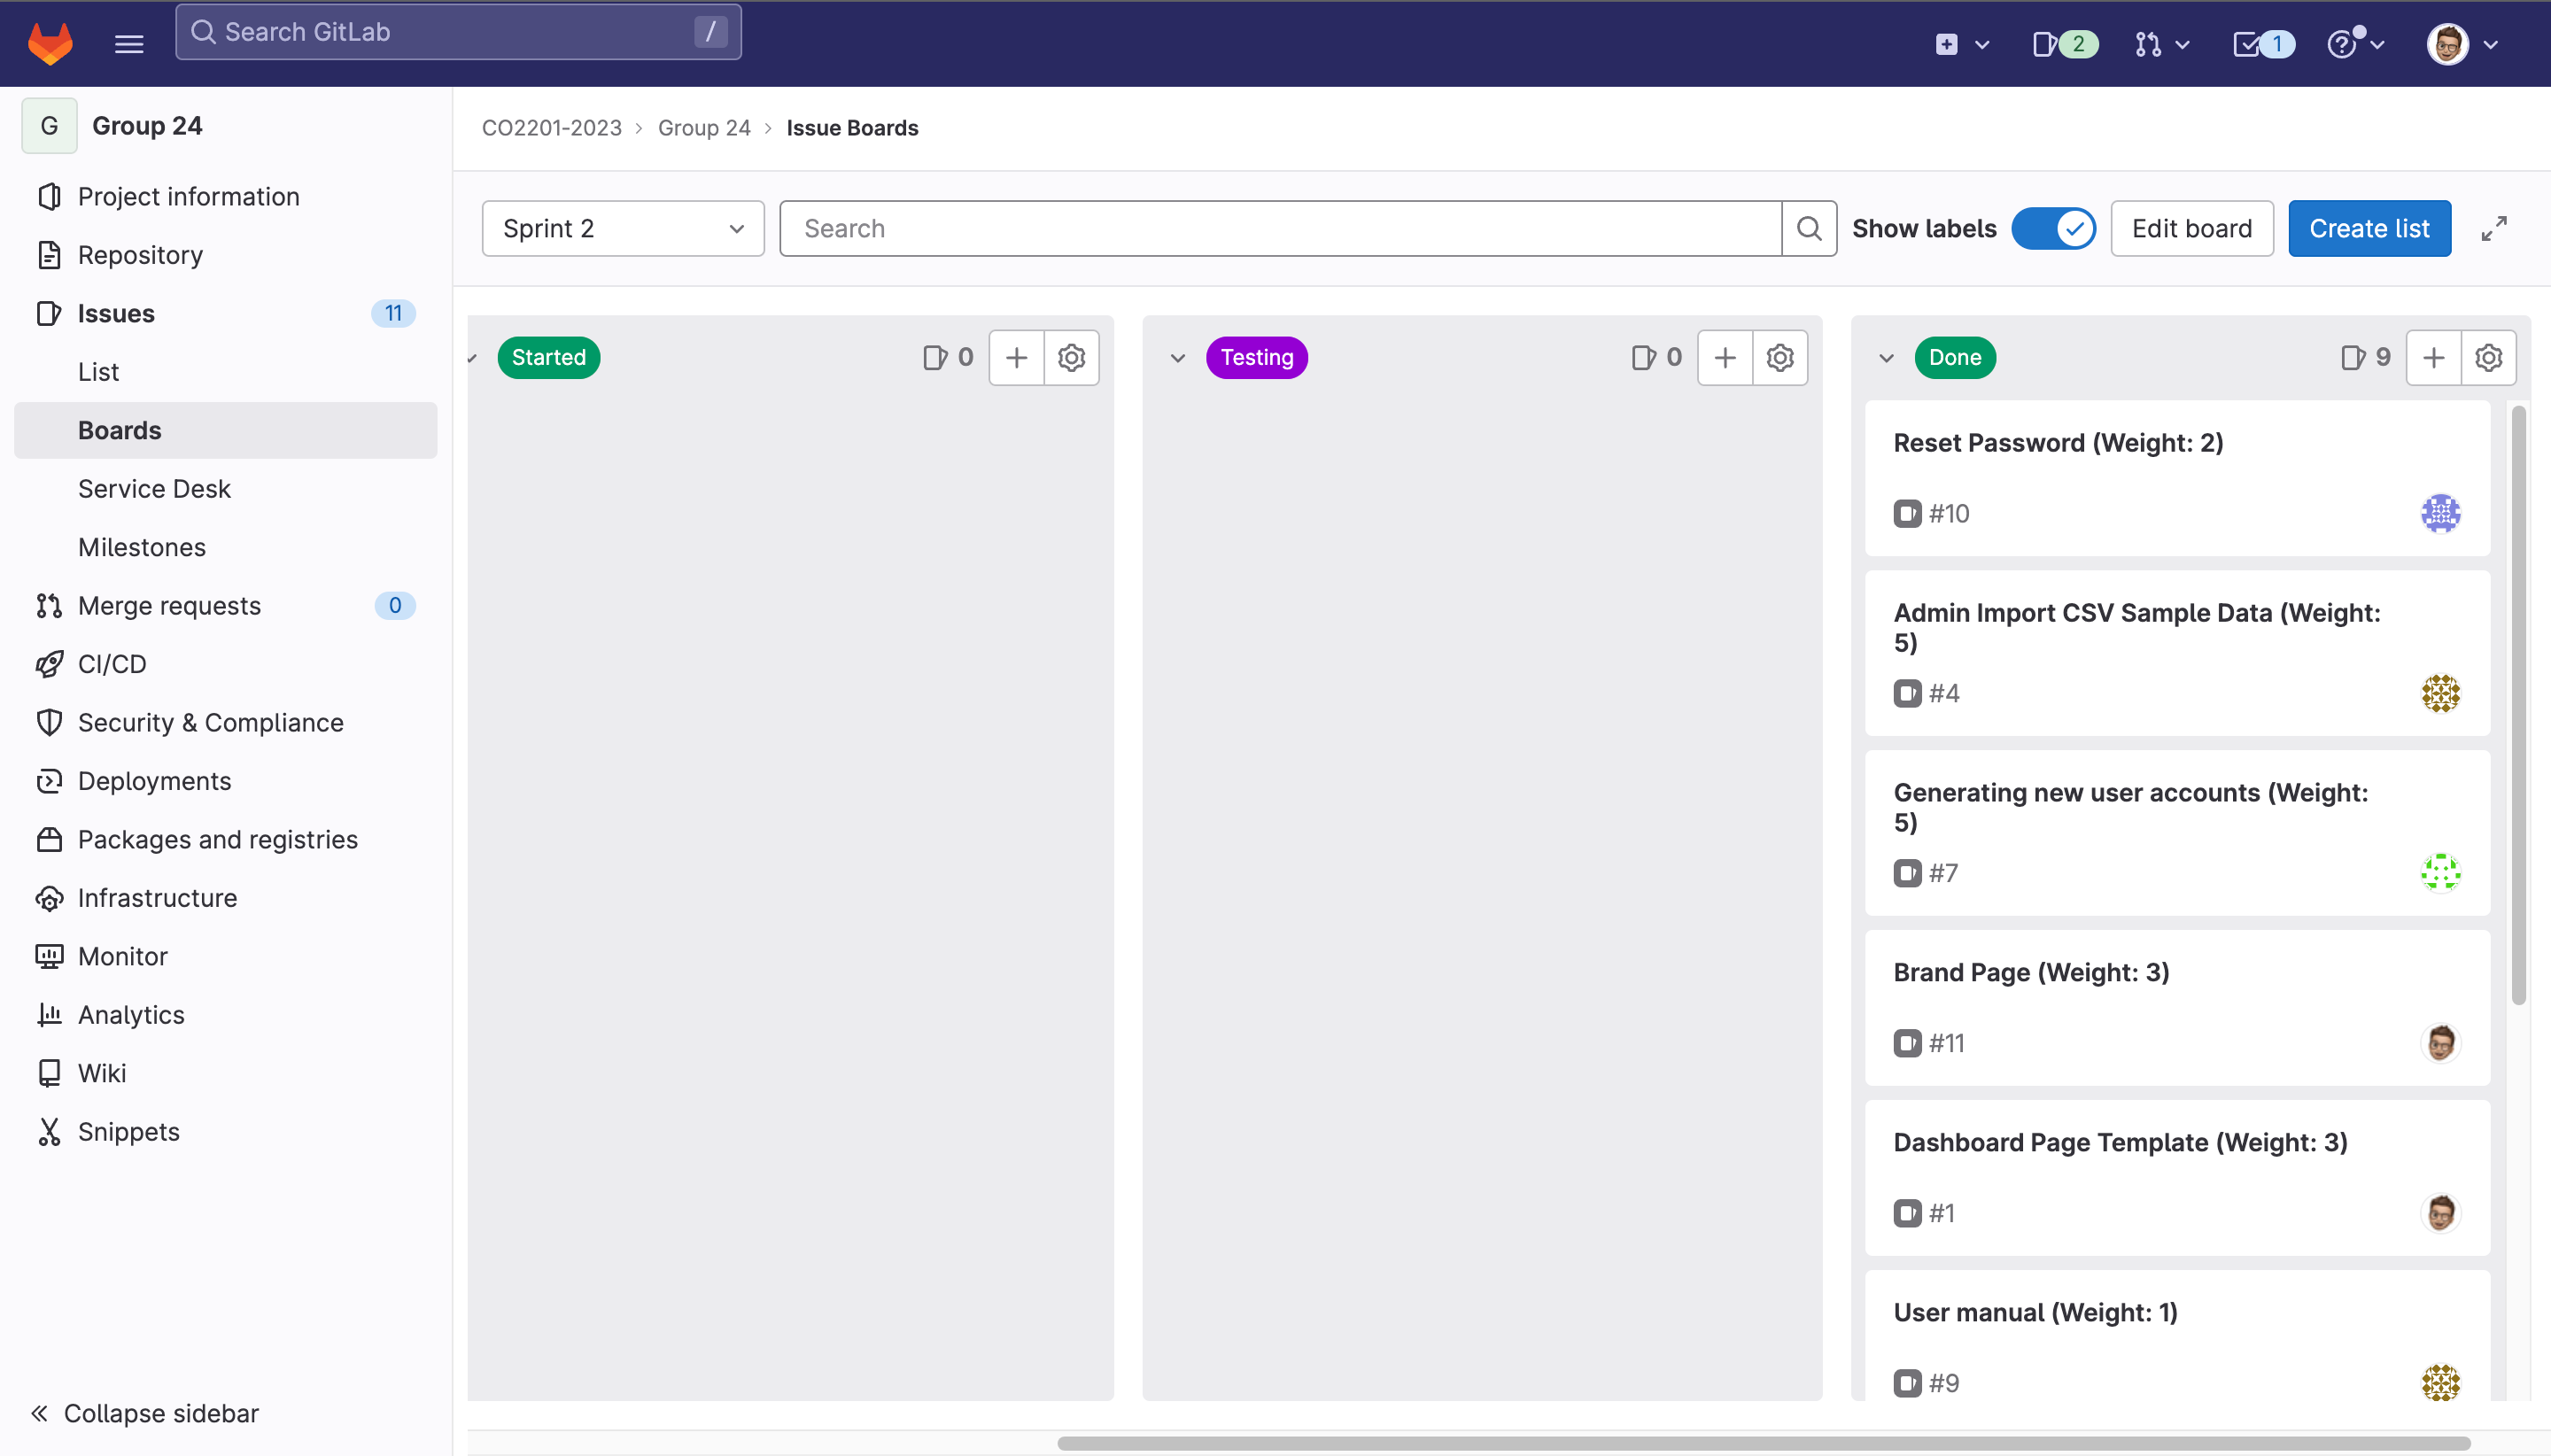 Search GitLab
/
2
1
G
Group 24
Project information
Repository
Issues
11
List
Boards
Service Desk
Milestones
Merge requests
0
CI/CD
Security & Compliance
Deployments
Packages and registries
Infrastructure
Monitor
Analytics
Wiki
Snippets
Collapse sidebar
CO2201-2023 › Group 24 › Issue Boards
Sprint 2
Search
Show labels
Edit board
Create list
Started
0
Testing
0
Done
9
Reset Password (Weight: 2)
#10
Admin Import CSV Sample Data (Weight:
5)
#4
Generating new user accounts (Weight:
5)
#7
Brand Page (Weight: 3)
#11
Dashboard Page Template (Weight: 3)
#1
User manual (Weight: 1)
#9